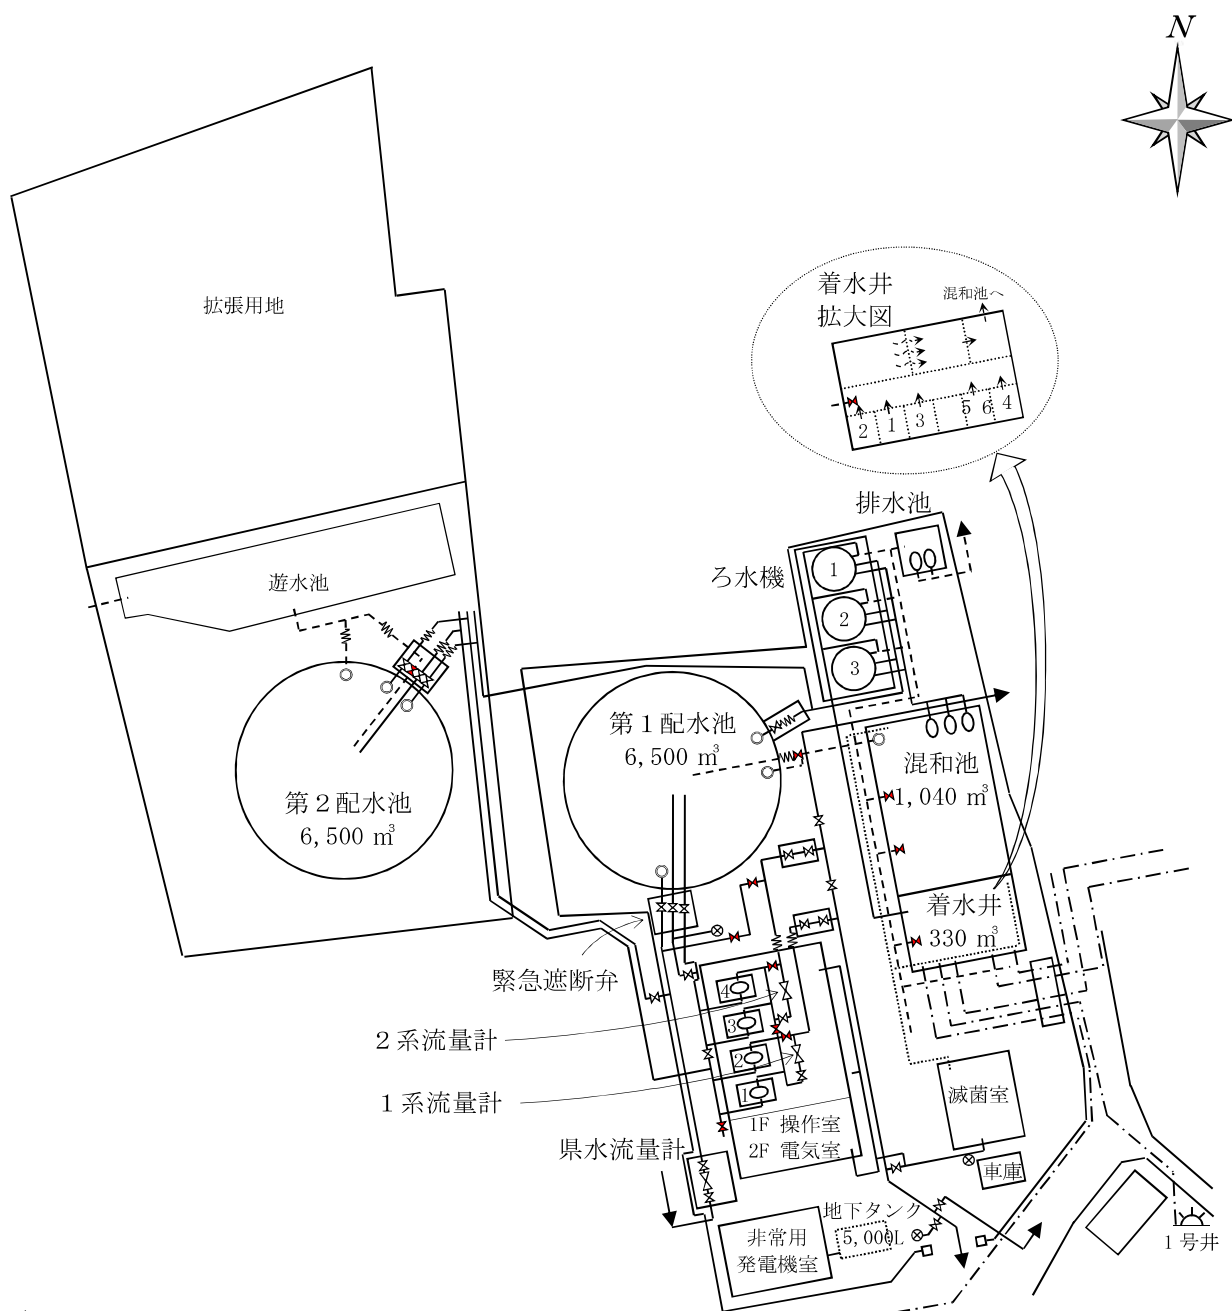 N
着水井
拡大図
混和池へ
拡張用地
2
1
3
5
6
4
排水池
遊水池
ろ水機
1
2
3
第1配水池
6,500 ㎥
混和池
1,040 ㎥
第2配水池
6,500 ㎥
着水井
330 ㎥
緊急遮断弁
4
2系流量計
3
2
1系流量計
1
滅菌室
1F 操作室
2F 電気室
県水流量計
車庫
地下タンク
5,000L
非常用
発電機室
1号井